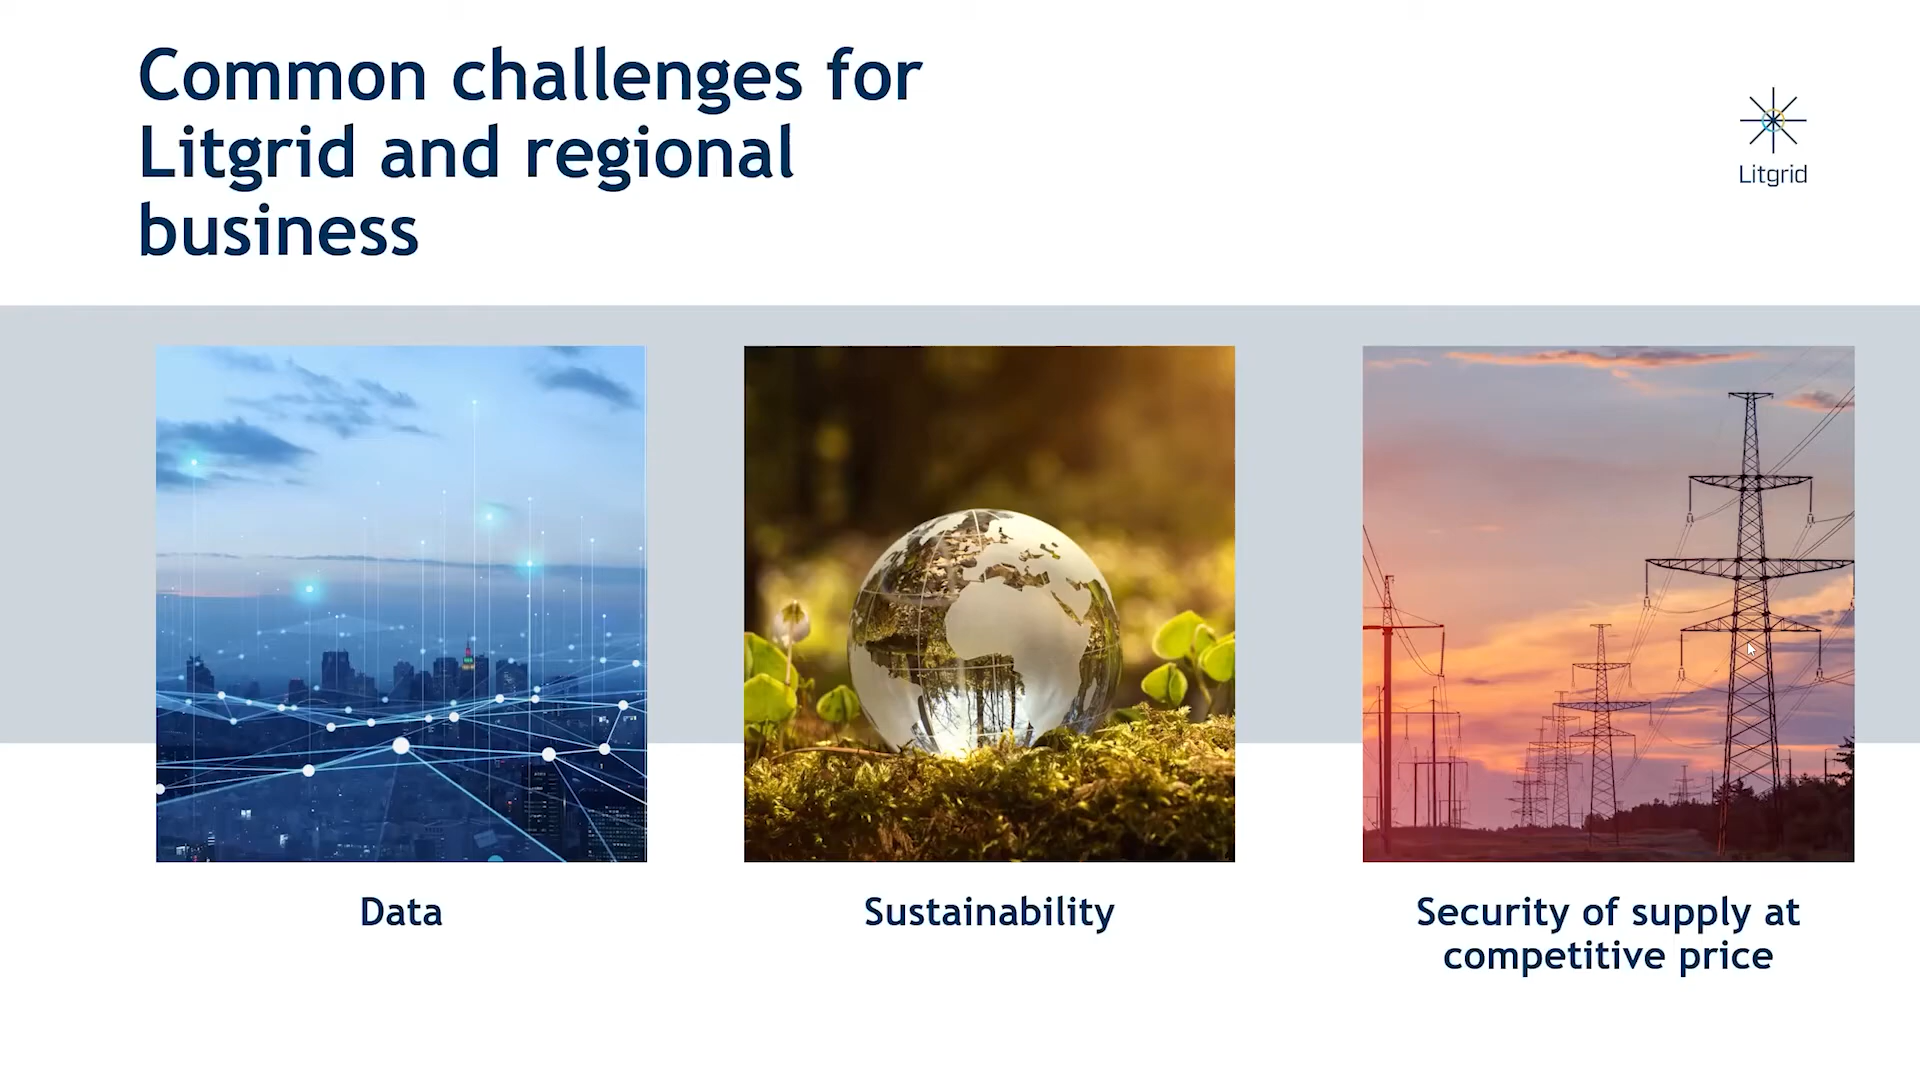 Common challenges for
Litgrid and regional
business
Litgrid
Data
Sustainability
Security of supply at
competitive price